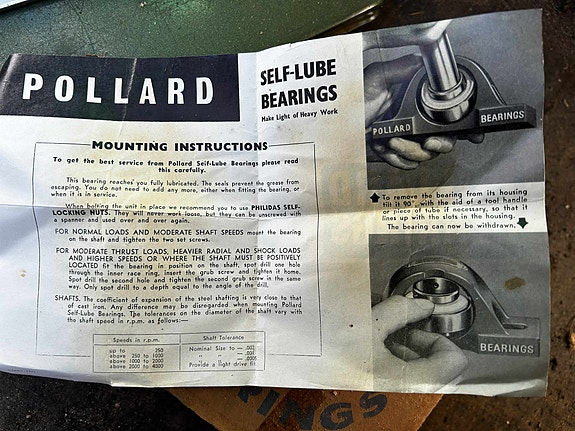 POLLARD
SELF-LUBE
BEARINGS
Make Light of Heavy Work
MOUNTING INSTRUCTIONS
To get the best service from Pollard Self-Lube Bearings please read
this carefully.
This bearing reaches you fully lubricated. The seals prevent the grease from
escaping. You do not need to add any more, either when fitting the bearing, or
when it is in service.
When bolting the unit in place we recommend you to use PHILIDAS SELF-
LOCKING NUTS. They will never work loose, but they can be unscrewed with
a spanner and used over and over again.
FOR NORMAL LOADS AND MODERATE SHAFT SPEEDS mount the bearing
on the shaft and tighten the two set screws.
FOR MODERATE THRUST LOADS, HEAVIER RADIAL AND SHOCK LOADS
AND HIGHER SPEEDS OR WHERE THE SHAFT MUST BE POSITIVELY
LOCATED fit the bearing in position on the shaft, spot drill one hole
through the inner race ring, insert the grub screw and tighten it home.
Spot drill the second hole and tighten the second grub screw in the same
way. Only spot drill to a depth equal to the angle of the drill.
SHAFTS. The coefficient of expansion of the steel shafting is very close to that
of cast iron. Any difference may be disregarded when mounting Pollard
Self-Lube Bearings. The tolerances on the diameter of the shaft vary with
the shaft speed in r.p.m. as follows:—
Speeds in r.p.m. Shaft Tolerance
up to 250 Nominal Size to — .002
above 250 to 1000 " " " — .001
above 1000 to 2000 " " " — .0005
above 2000 to 4000 Provide a light drive fit
POLLARD BEARINGS
To remove the bearing from its housing
tilt it 90° with the aid of a tool handle
or piece of tube if necessary, so that it
lines up with the slots in the housing.
The bearing can now be withdrawn.
BEARINGS
INGS